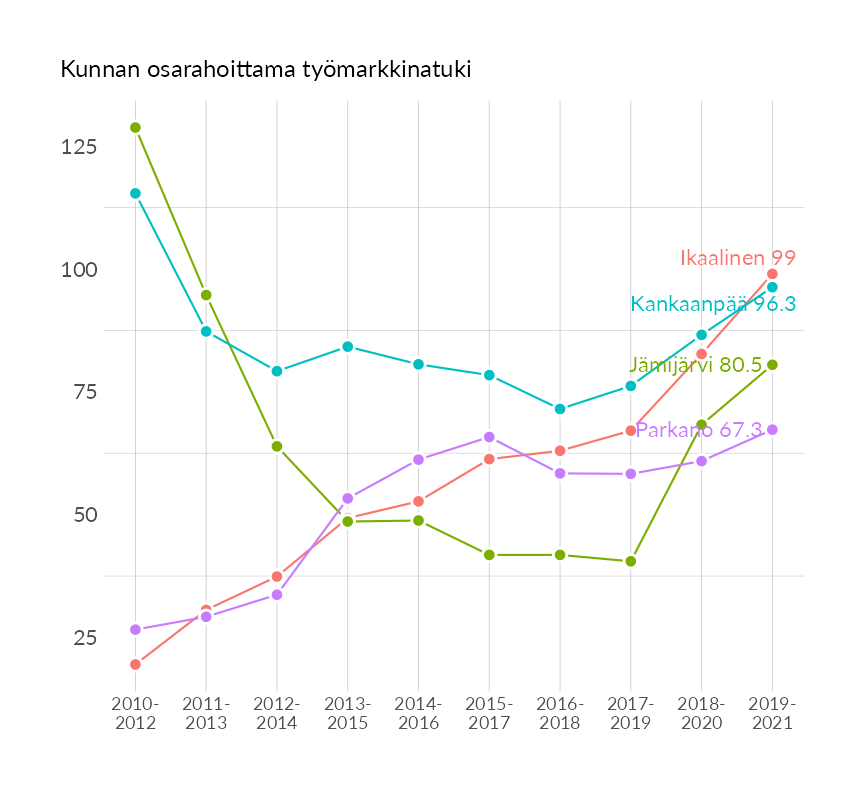 Kunnan osarahoittama työmarkkinatuki
125
100
75
50
25
Ikaalinen 99
Kankaanpää 96.3
Jämijärvi 80.5
Parkano 67.3
2010- 2011- 2012- 2013- 2014- 2015- 2016- 2017- 2018- 2019-
2012 2013 2014 2015 2016 2017 2018 2019 2020 2021